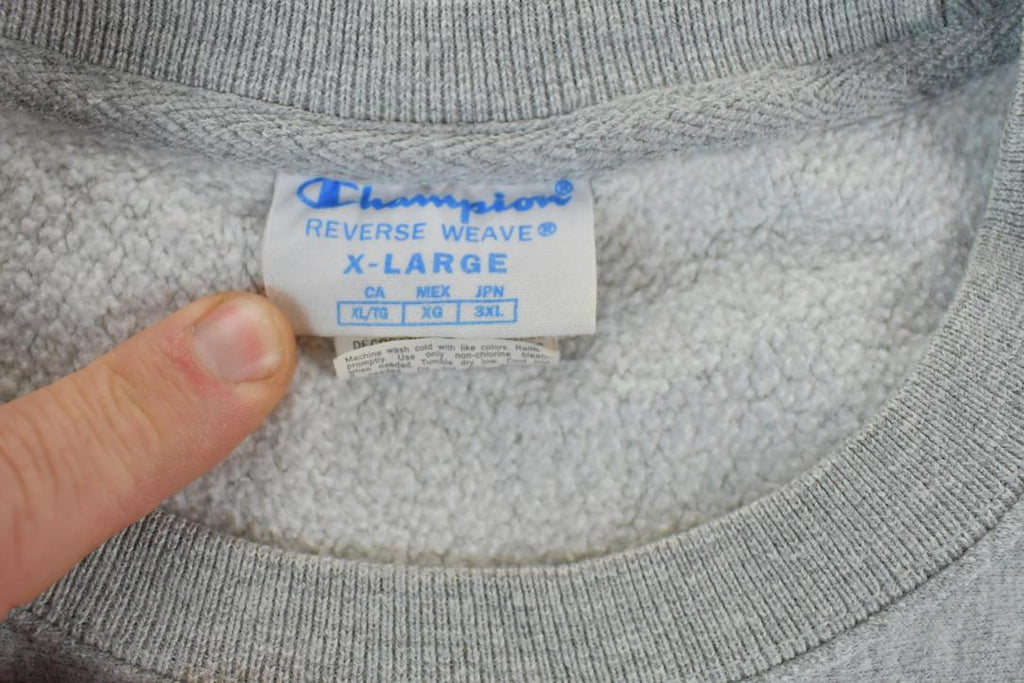 Champion®
REVERSE WEAVE®
X-LARGE
CA MEX JPN
XL/TG XG 3XL
Machine wash cold with like colors.
promptly. Use only non-chlorine bleach
when needed. Tumble dry low. Cool